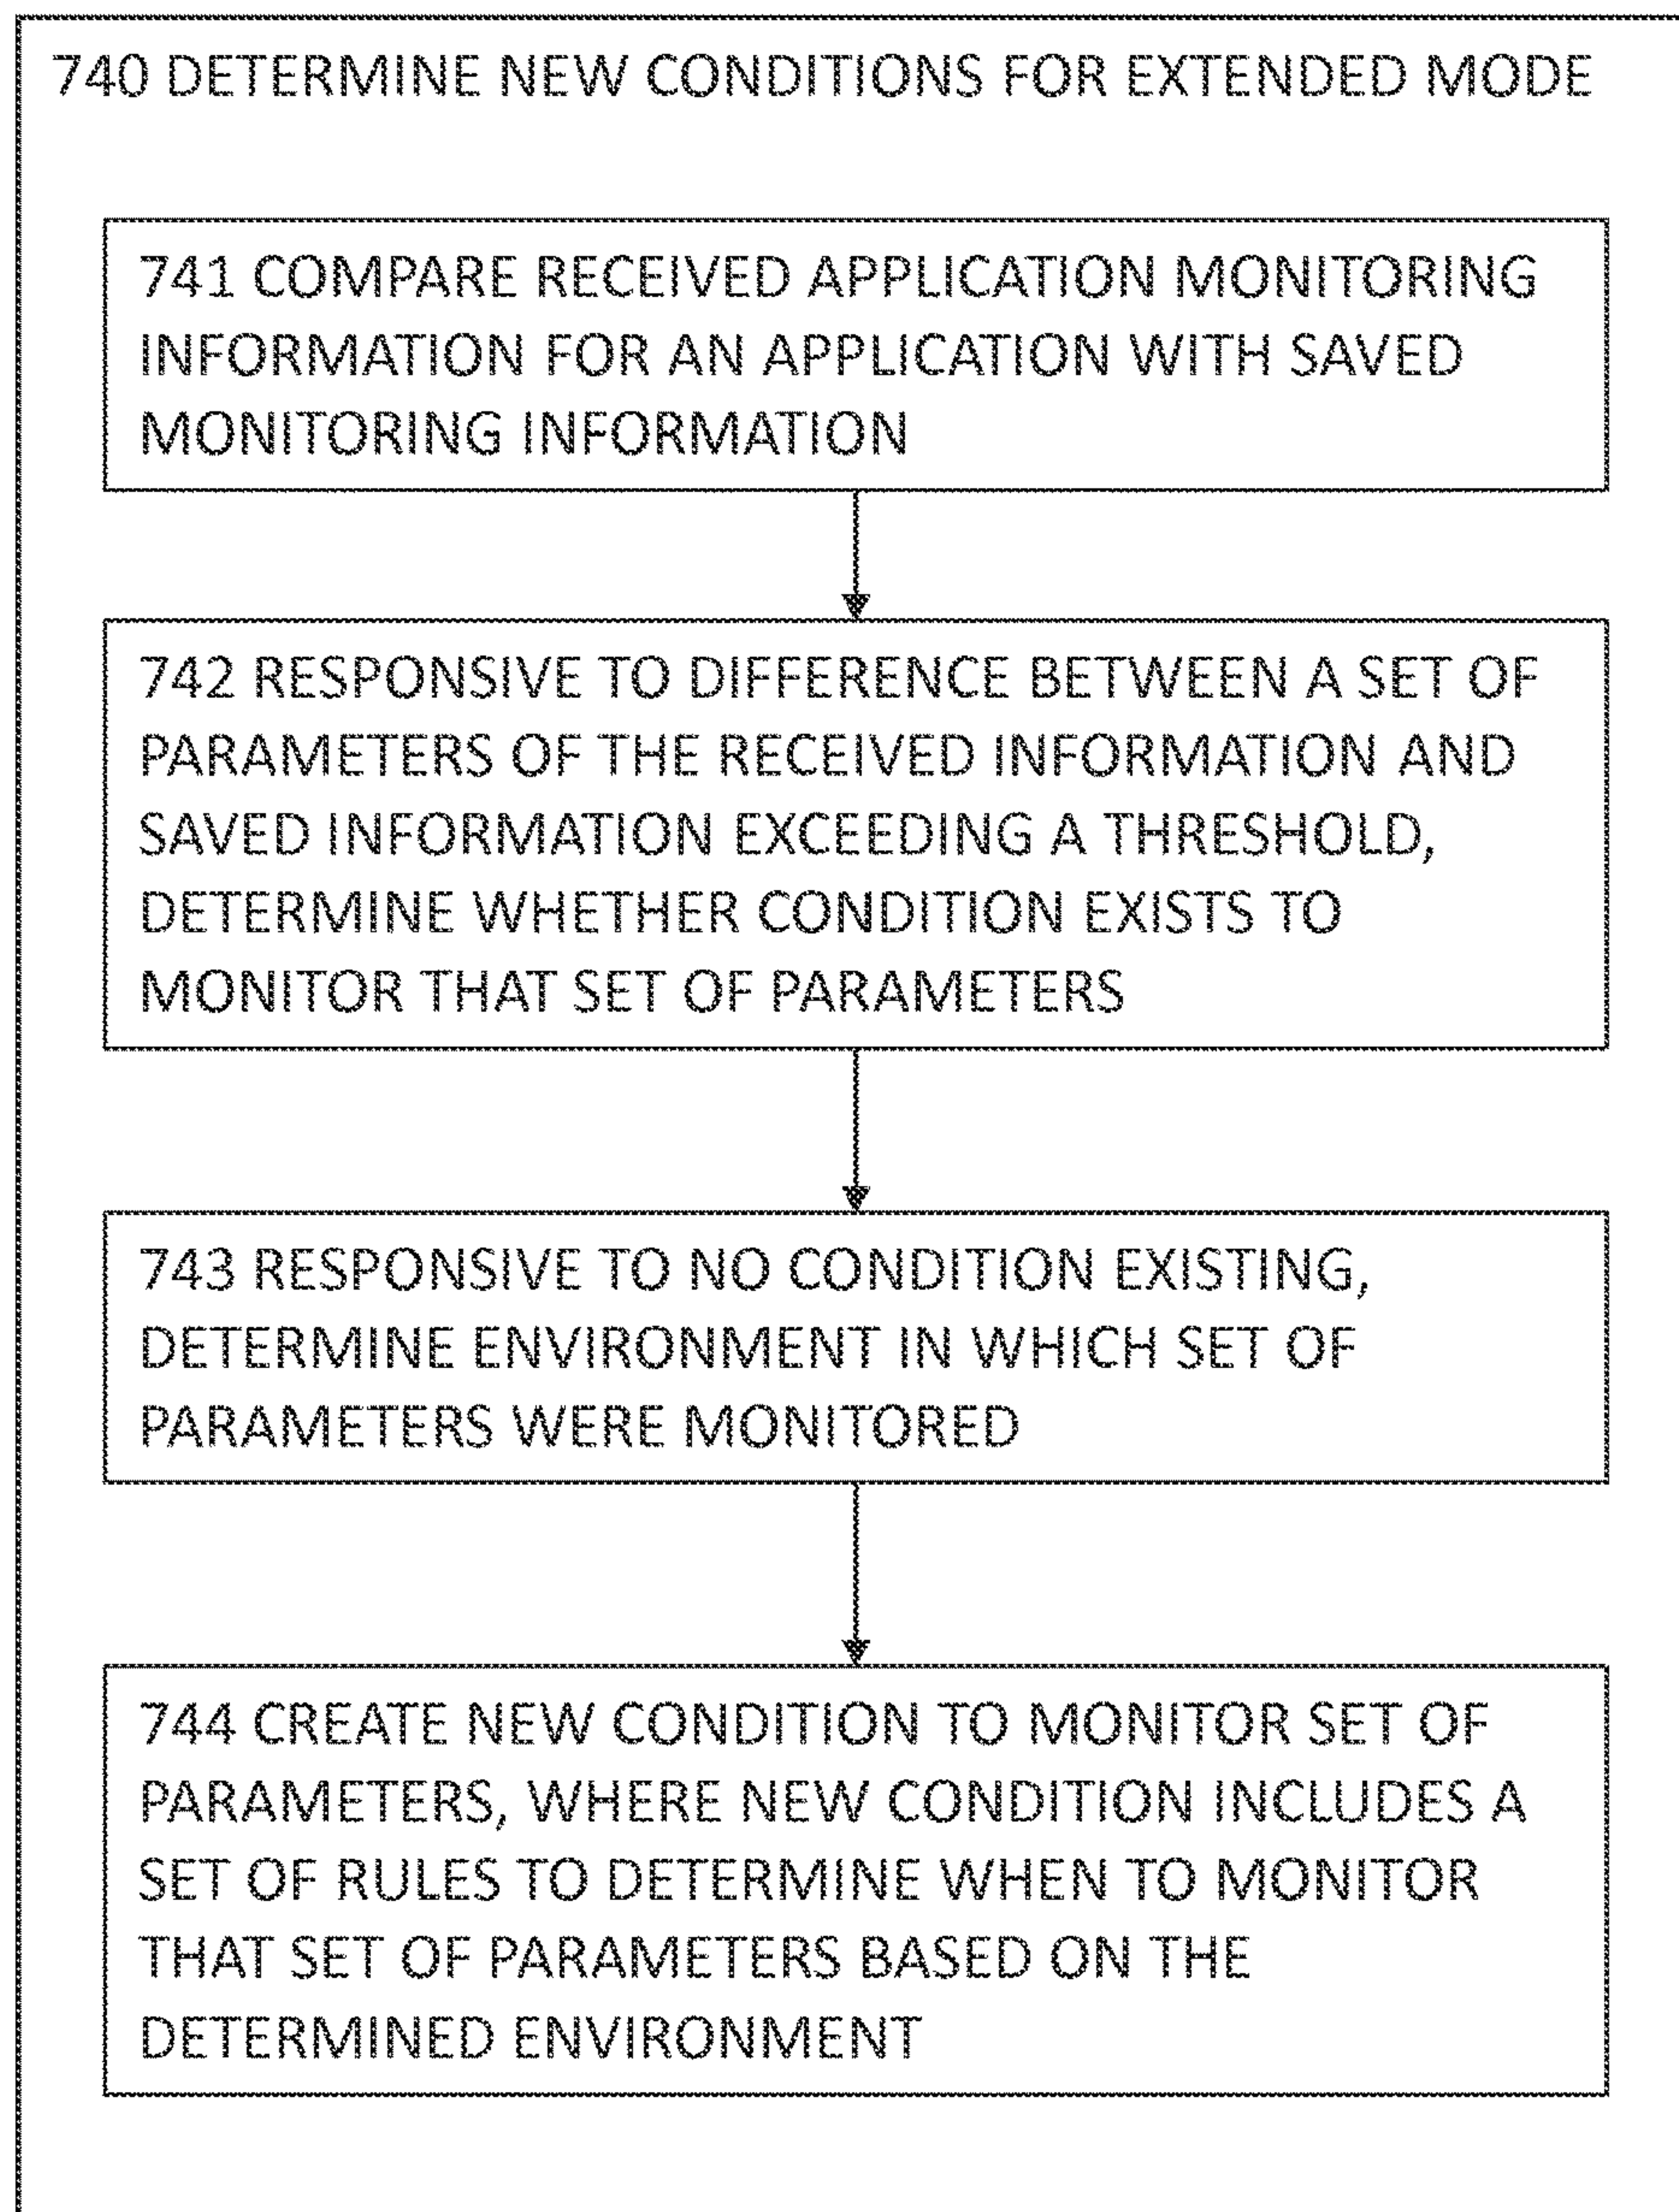 740 DETERMINE NEW CONDITIONS FOR EXTENDED MODE
741 COMPARE RECEIVED APPLICATION MONITORING
INFORMATION FOR AN APPLICATION WITH SAVED
MONITORING INFORMATION
742 RESPONSIVE TO DIFFERENCE BETWEEN A SET OF
PARAMETERS OF THE RECEIVED INFORMATION AND
SAVED INFORMATION EXCEEDING A THRESHOLD,
DETERMINE WHETHER CONDITION EXISTS TO
MONITOR THAT SET OF PARAMETERS
743 RESPONSIVE TO NO CONDITION EXISTING,
DETERMINE ENVIRONMENT IN WHICH SET OF
PARAMETERS WERE MONITORED
744 CREATE NEW CONDITION TO MONITOR SET OF
PARAMETERS, WHERE NEW CONDITION INCLUDES A
SET OF RULES TO DETERMINE WHEN TO MONITOR
THAT SET OF PARAMETERS BASED ON THE
DETERMINED ENVIRONMENT